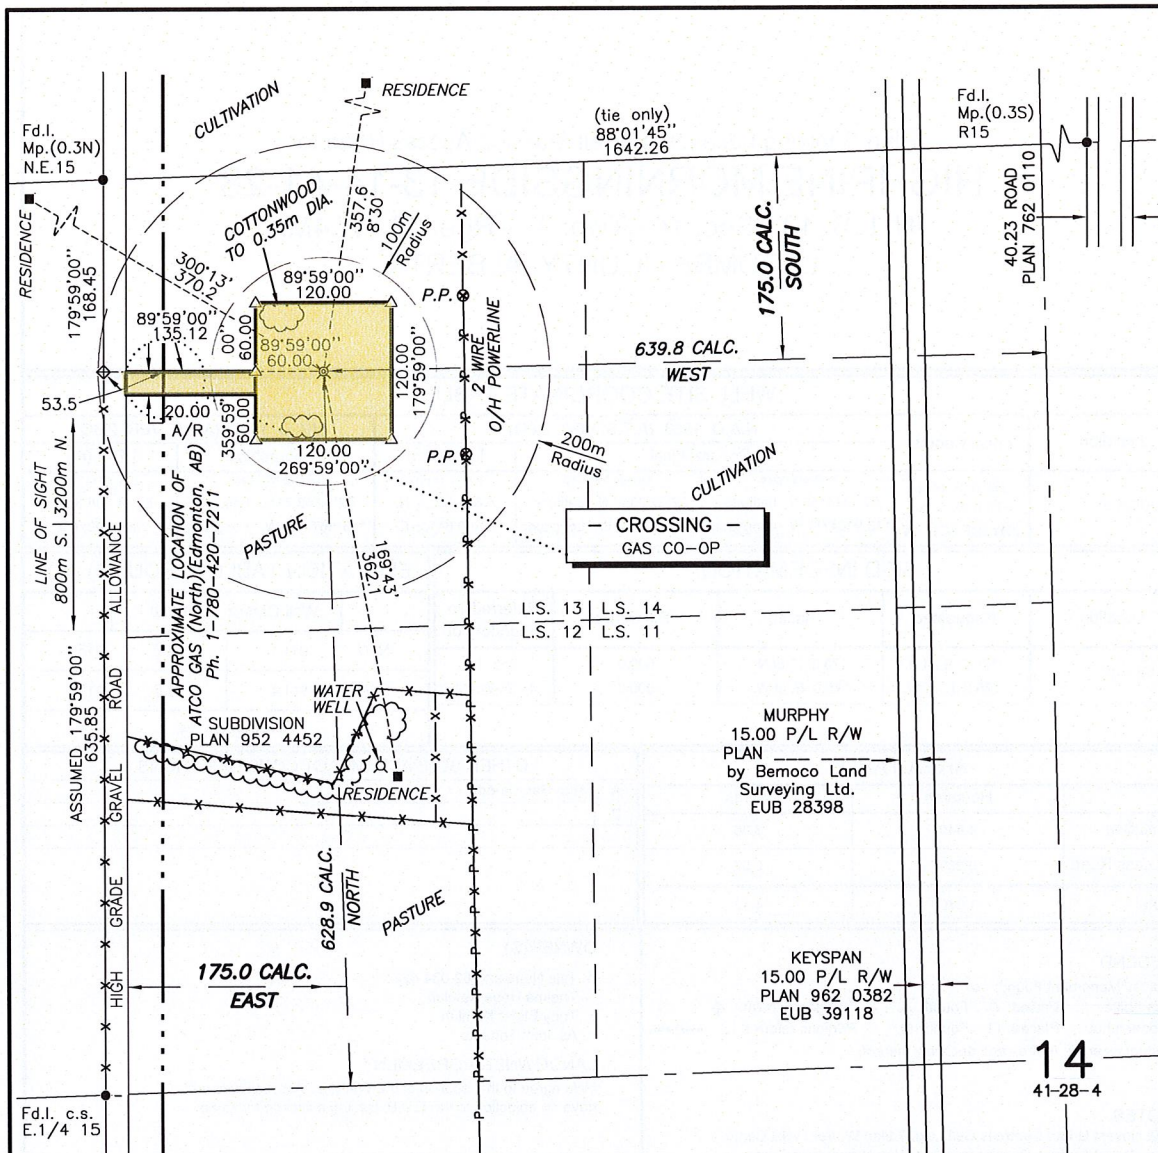 CULTIVATION
RESIDENCE
(tie only)
88°01'45"
1642.26
Fd.I.
Mp.(0.3S)
R15
Fd.I.
Mp.(0.3N)
N.E.15
RESIDENCE
COTTONWOOD
TO 0.35m DIA.
357.6
8°30'
100m
Radius
40.23 ROAD
PLAN 762 0110
175.0 CALC.
SOUTH
179°59'00"
168.45
300°13'
370.2
89°59'00"
120.00
P.P.
89°59'00"
135.12
00"
60.00
89°59'00"
60.00
120.00
179°59'00"
2 WIRE
O/H POWERLINE
639.8 CALC.
WEST
53.5
20.00
A/R
359°59'
60.00
120.00
269°59'00"
P.P.
200m
Radius
CULTIVATION
LINE OF SIGHT
800m S. 3200m N.
APPROXIMATE LOCATION OF
ATCO GAS (North)(Edmonton, AB)
Ph. 1-780-420-7211
PASTURE
169°43'
362.1
- CROSSING -
GAS CO-OP
L.S. 13 L.S. 14
L.S. 12 L.S. 11
ASSUMED 179°59'00"
635.85
HIGH GRADE GRAVEL ROAD ALLOWANCE
WATER
WELL
SUBDIVISION
PLAN 952 4452
RESIDENCE
MURPHY
15.00 P/L R/W
PLAN ___ ____
by Bemoco Land
Surveying Ltd.
EUB 28398
628.9 CALC.
NORTH
PASTURE
175.0 CALC.
EAST
KEYSPAN
15.00 P/L R/W
PLAN 962 0382
EUB 39118
14
41-28-4
Fd.I. c.s.
E.1/4 15